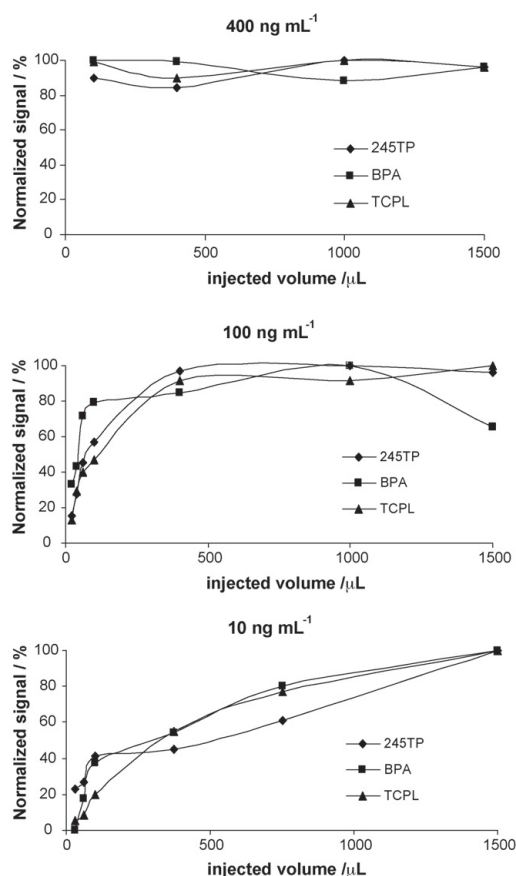 400 ng mL⁻¹
Normalized signal / %
100
80
60
40
20
0
0 500 1000 1500
injected volume /μL
245TP
BPA
TCPL
100 ng mL⁻¹
Normalized signal / %
100
80
60
40
20
0
0 500 1000 1500
injected volume /μL
245TP
BPA
TCPL
10 ng mL⁻¹
Normalized signal / %
100
80
60
40
20
0
0 500 1000 1500
injected volume /μL
245TP
BPA
TCPL